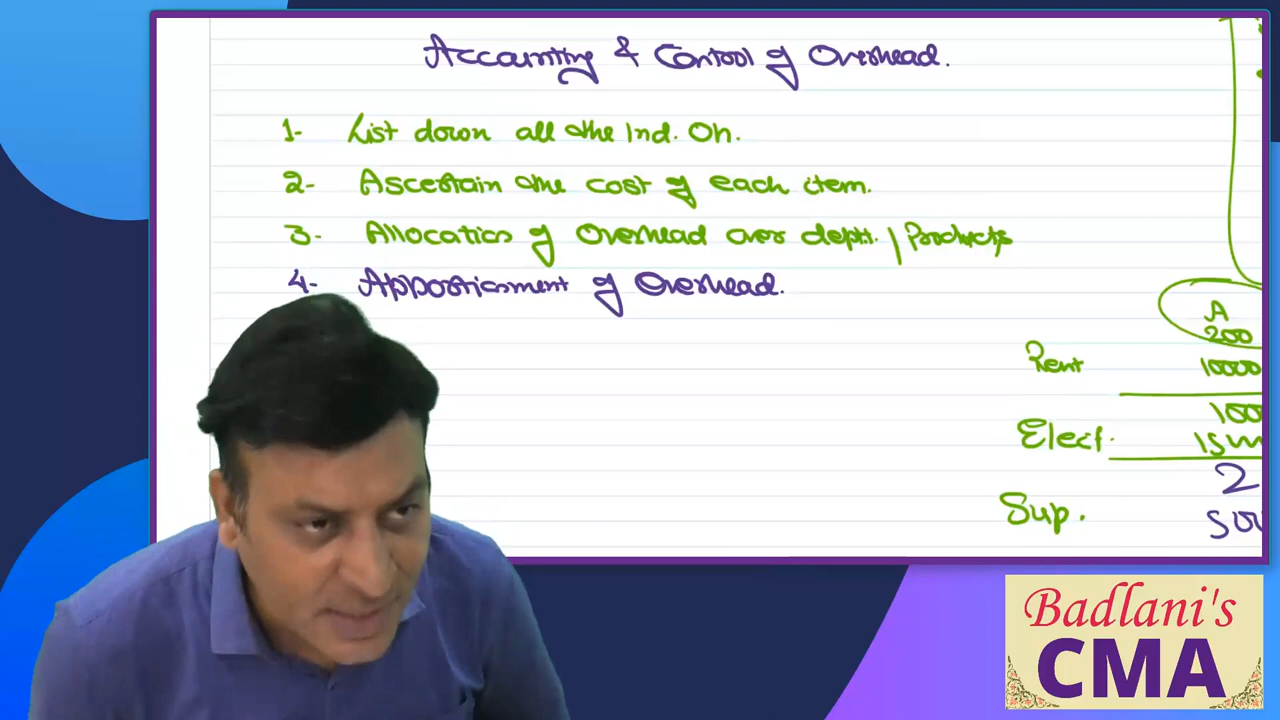 Accounting & Control of Overhead.
1- List down all the Ind. Oh.
2- Ascertain the cost of each item.
3- Allocation of Overhead over deptt. / Products
4- Apportionment of Overhead.
A
200
Rent 10000
100
Elect.
2
Sup.
Badlani's
CMA